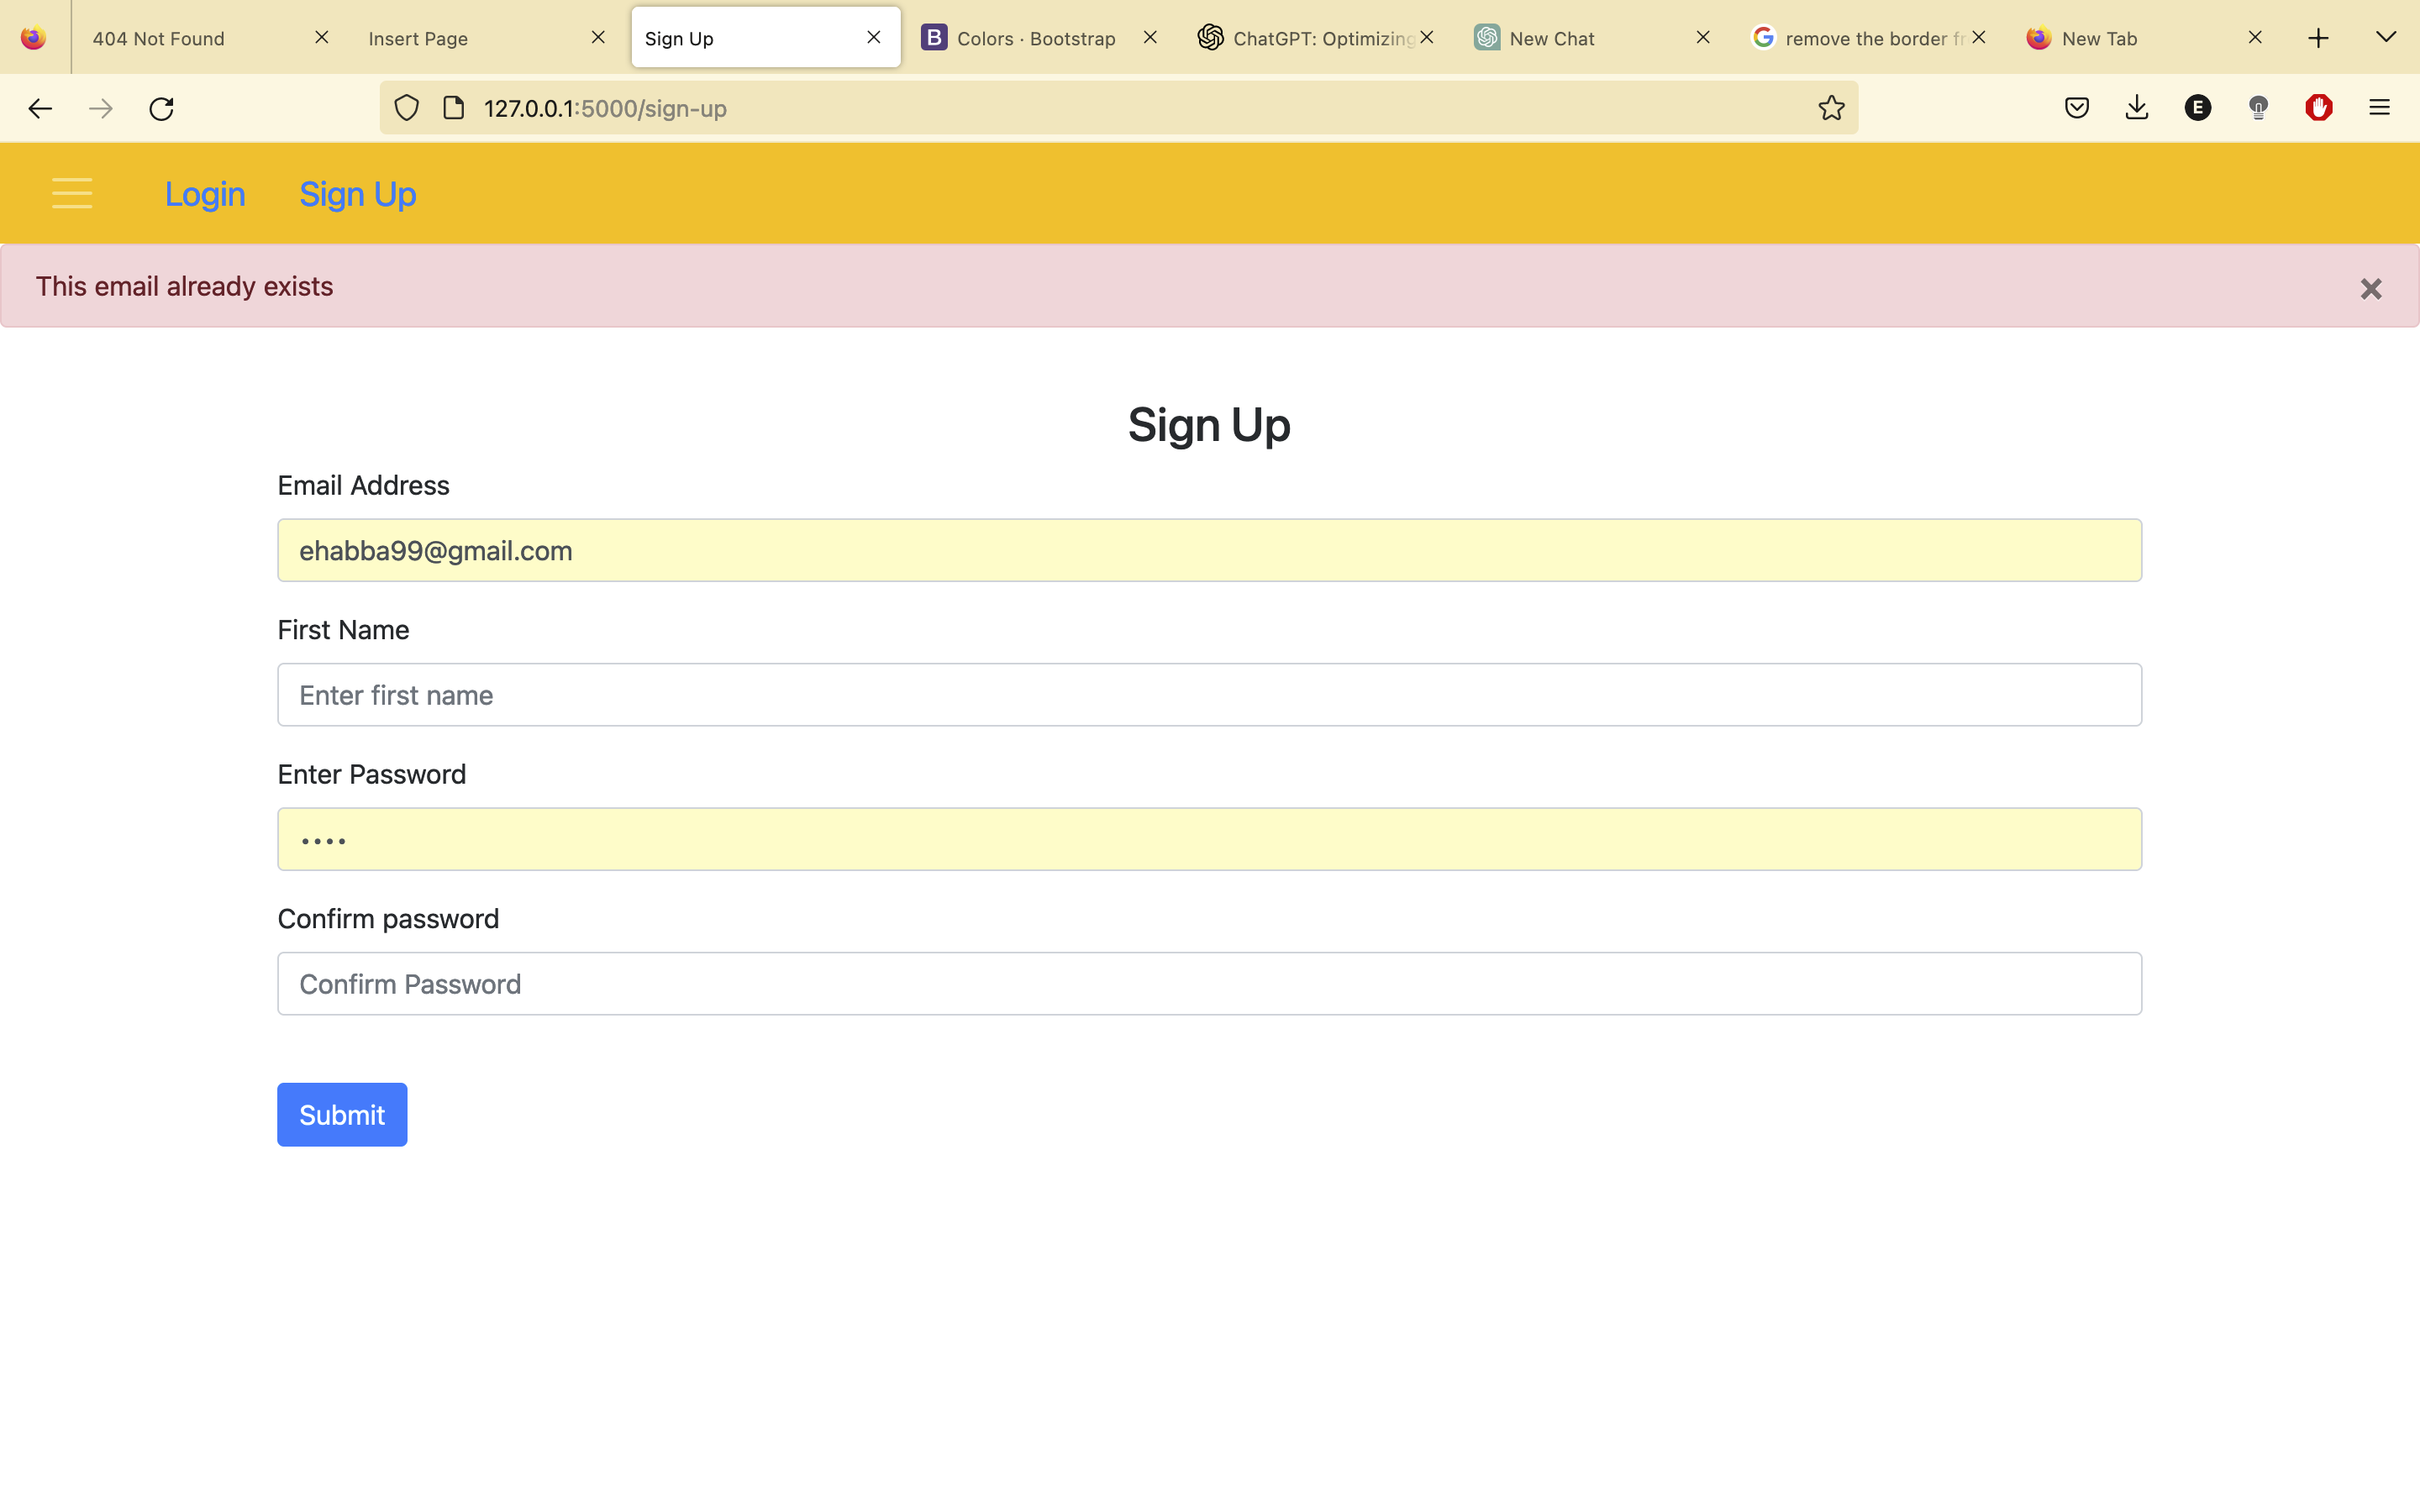 404 Not Found
Insert Page
Sign Up
B Colors · Bootstrap
ChatGPT: Optimizing
New Chat
G remove the border fr
New Tab
127.0.0.1:5000/sign-up
E
Login
Sign Up
This email already exists
Sign Up
Email Address
ehabba99@gmail.com
First Name
Enter first name
Enter Password
••••
Confirm password
Confirm Password
Submit